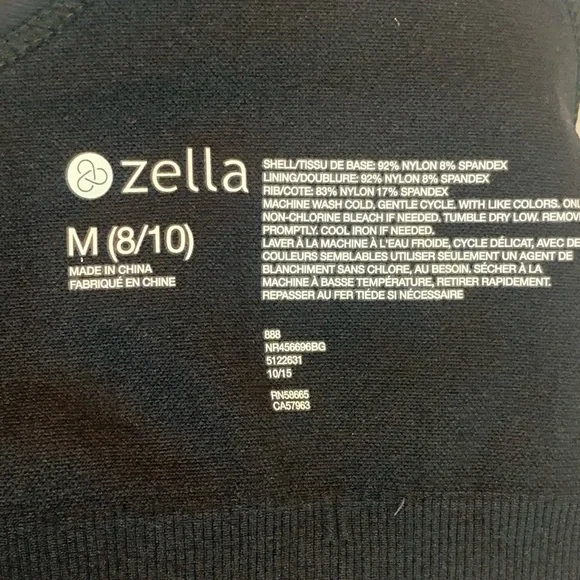 zella
M (8/10)
MADE IN CHINA
FABRIQUÉ EN CHINE
SHELL/TISSU DE BASE: 92% NYLON 8% SPANDEX
LINING/DOUBLURE: 92% NYLON 8% SPANDEX
RIB/COTE: 83% NYLON 17% SPANDEX
MACHINE WASH COLD, GENTLE CYCLE. WITH LIKE COLORS.
NON-CHLORINE BLEACH IF NEEDED. TUMBLE DRY LOW.
PROMPTLY. COOL IRON IF NEEDED.
LAVER À LA MACHINE À L'EAU FROIDE, CYCLE DÉLICAT, AVEC DE
COULEURS SEMBLABLES UTILISER SEULEMENT UN AGENT DE
BLANCHIMENT SANS CHLORE, AU BESOIN. SÉCHER À LA
MACHINE À BASSE TEMPÉRATURE, RETIRER RAPIDEMENT.
REPASSER AU FER TIÉDE SI NÉCESSAIRE
888
NR456696BG
5122631
10/15
RN58665
CA57963